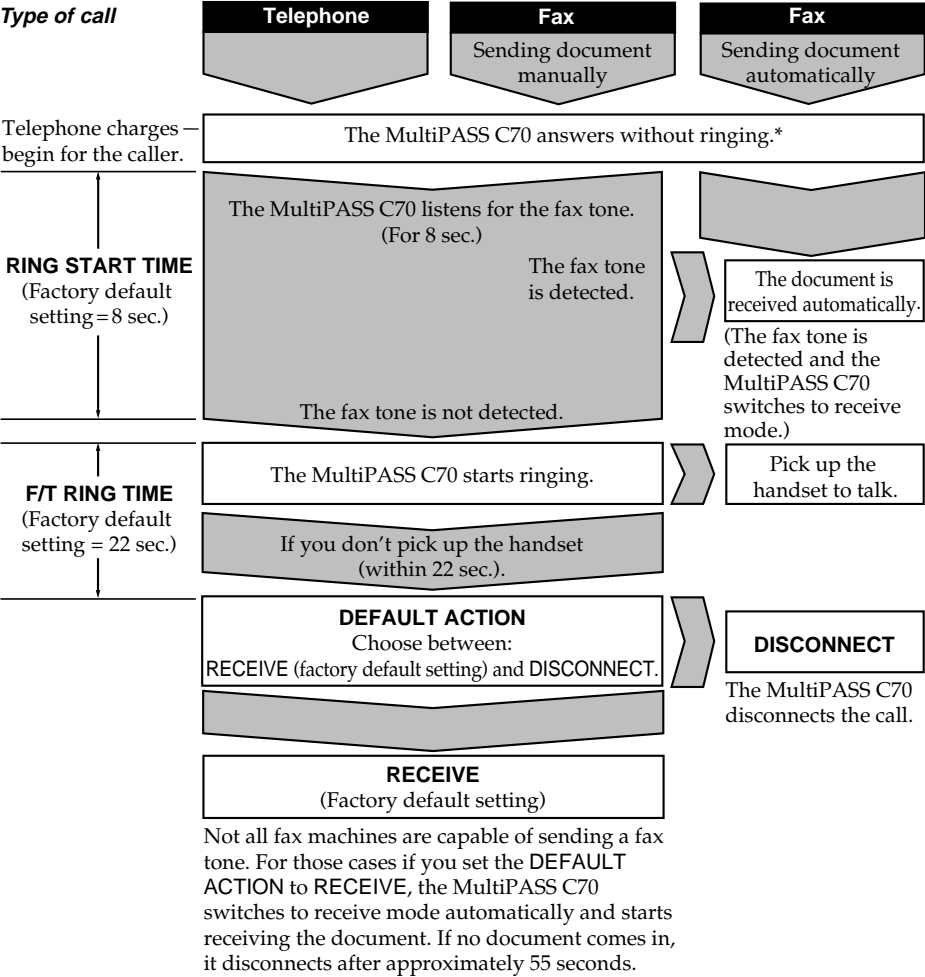 Type of call
Telephone
Fax
Fax
Sending document
manually
Sending document
automatically
Telephone charges —
begin for the caller.
The MultiPASS C70 answers without ringing.*
RING START TIME
(Factory default
setting = 8 sec.)
The MultiPASS C70 listens for the fax tone.
(For 8 sec.)
The fax tone
is detected.
The document is
received automatically.
(The fax tone is
detected and the
MultiPASS C70
switches to receive
mode.)
The fax tone is not detected.
F/T RING TIME
(Factory default
setting = 22 sec.)
The MultiPASS C70 starts ringing.
Pick up the
handset to talk.
If you don’t pick up the handset
(within 22 sec.).
DEFAULT ACTION
Choose between:
RECEIVE (factory default setting) and DISCONNECT.
DISCONNECT
The MultiPASS C70
disconnects the call.
RECEIVE
(Factory default setting)
Not all fax machines are capable of sending a fax
tone. For those cases if you set the DEFAULT
ACTION to RECEIVE, the MultiPASS C70
switches to receive mode automatically and starts
receiving the document. If no document comes in,
it disconnects after approximately 55 seconds.